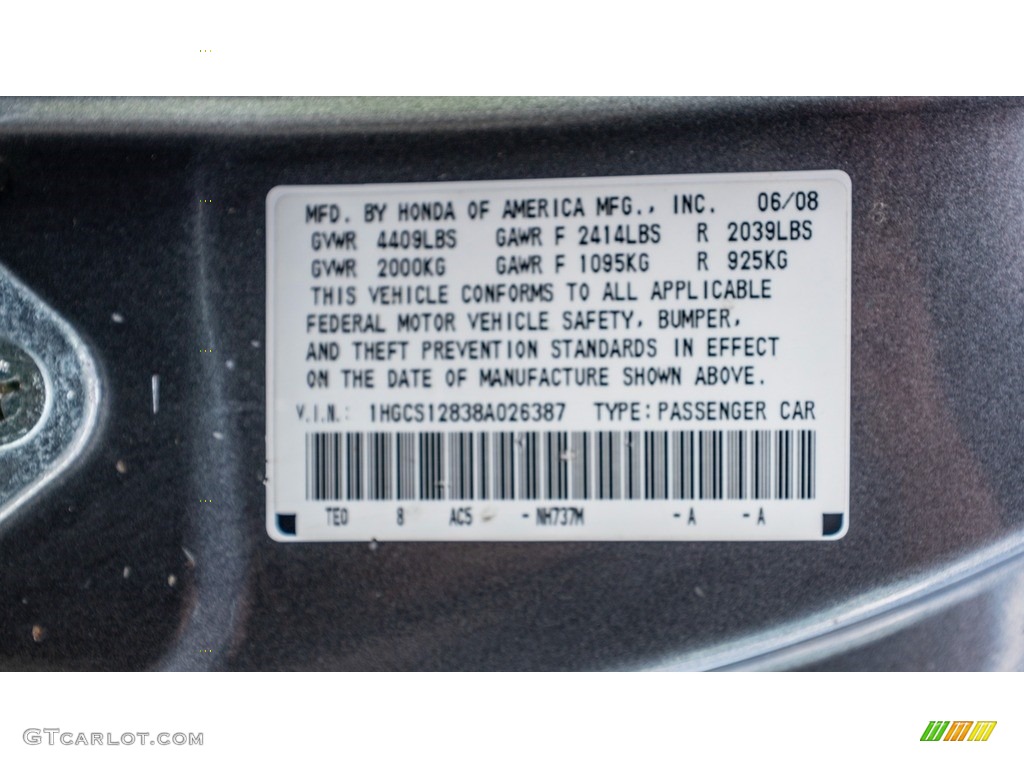 MFD. BY HONDA OF AMERICA MFG., INC. 06/08
GVWR 4409LBS GAWR F 2414LBS R 2039LBS
GVWR 2000KG GAWR F 1095KG R 925KG
THIS VEHICLE CONFORMS TO ALL APPLICABLE
FEDERAL MOTOR VEHICLE SAFETY, BUMPER,
AND THEFT PREVENTION STANDARDS IN EFFECT
ON THE DATE OF MANUFACTURE SHOWN ABOVE.
V.I.N.: 1HGCS12838A026387 TYPE:PASSENGER CAR
TE0 8 AC5 - NH737M - A - A
GTCARLOT.COM